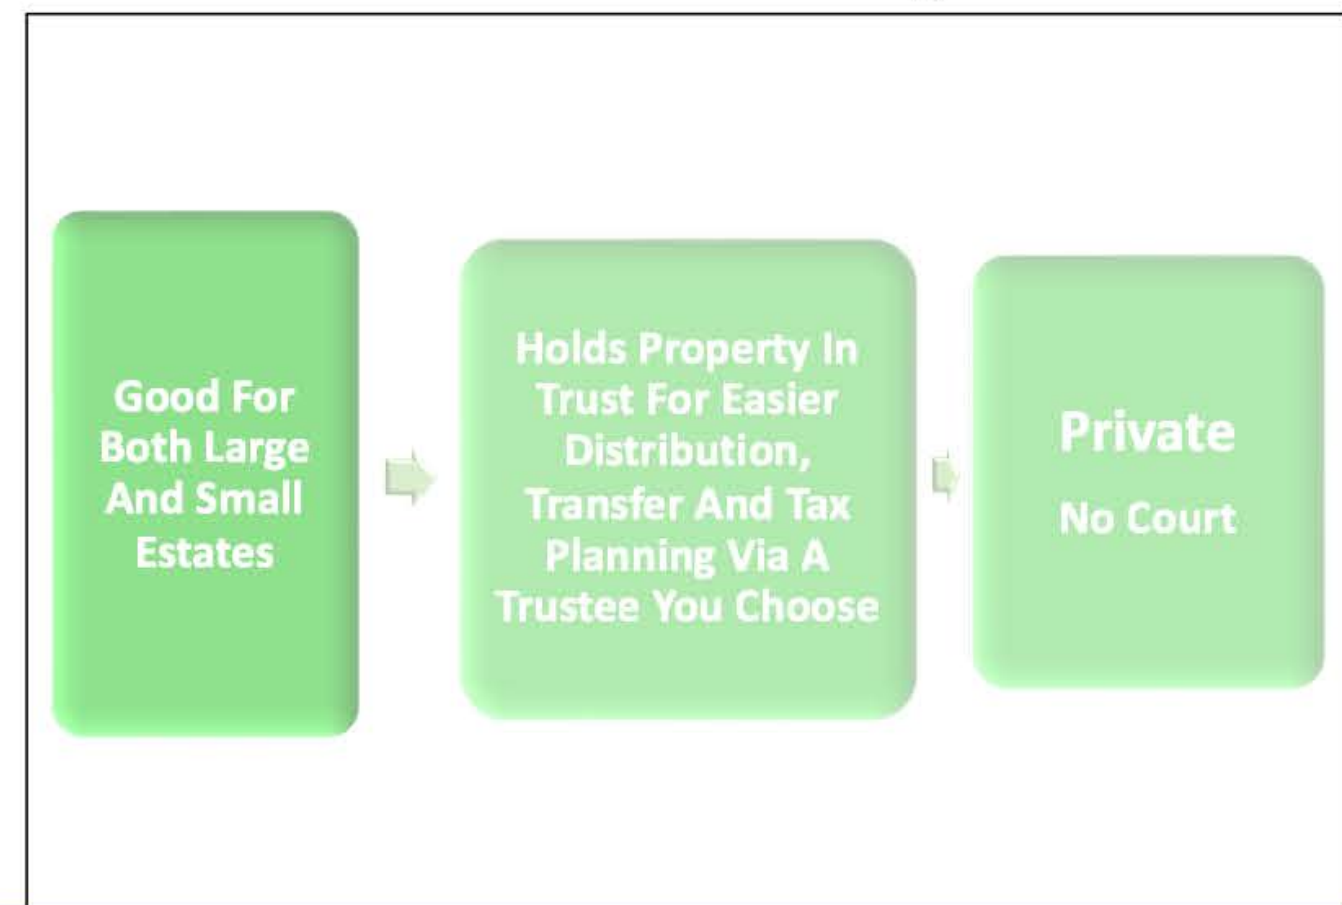 Good For
Both Large
And Small
Estates
Holds Property In
Trust For Easier
Distribution,
Transfer And Tax
Planning Via A
Trustee You Choose
Private
No Court